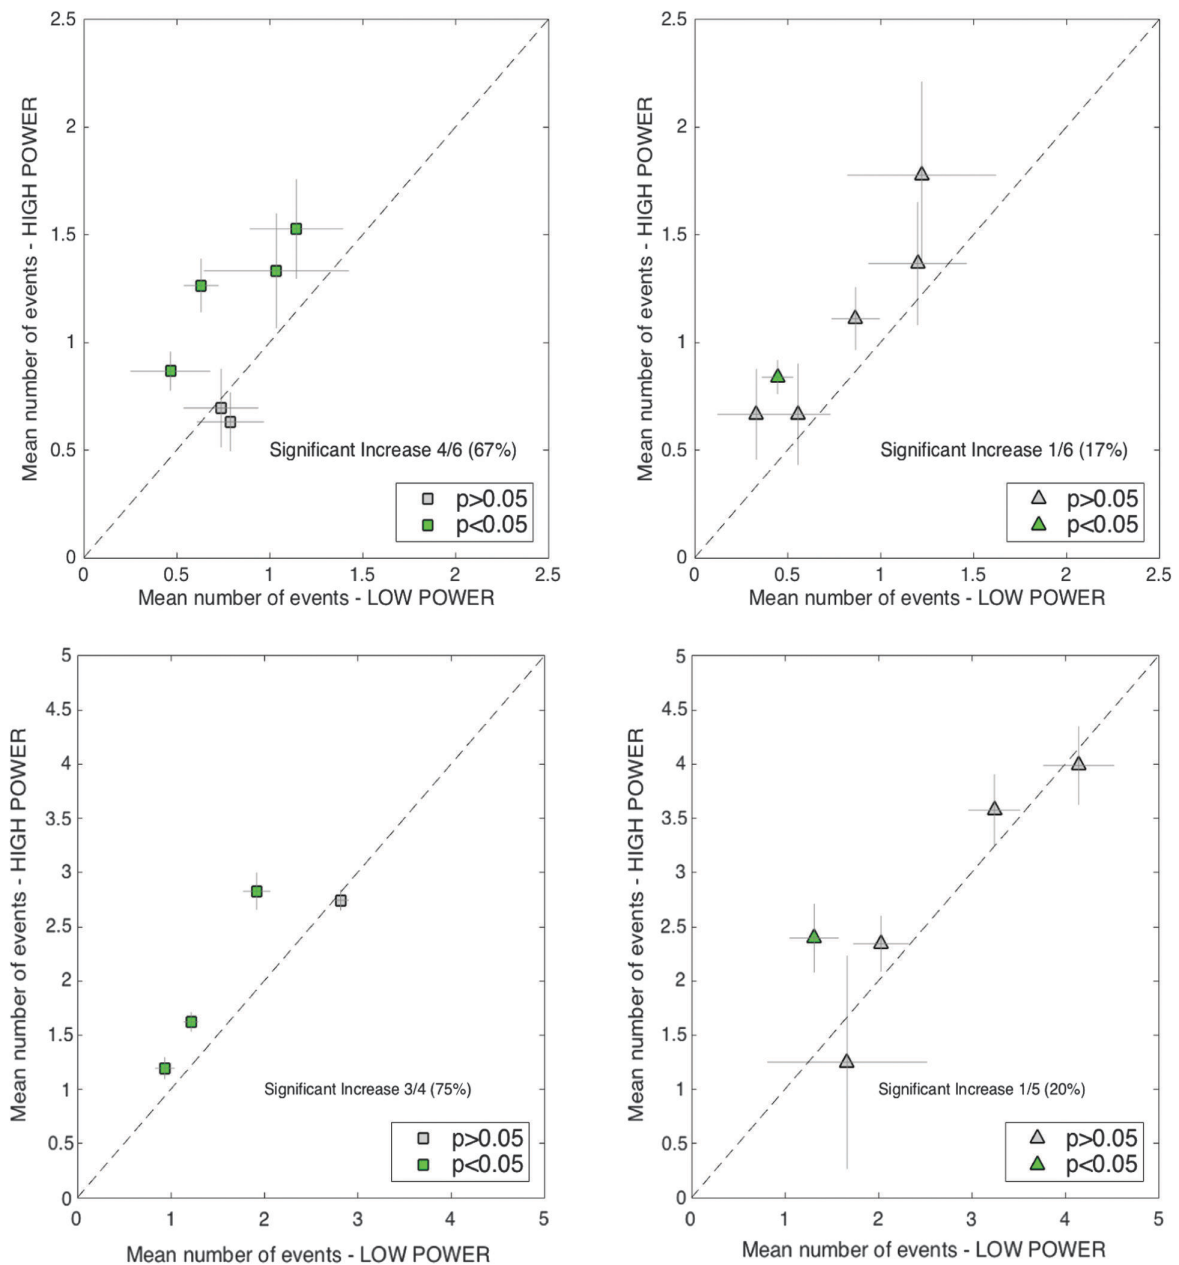 2.5
2
1.5
1
0.5
0
Mean number of events - HIGH POWER
Significant Increase 4/6 (67%)
p>0.05
p<0.05
0 0.5 1 1.5 2 2.5
Mean number of events - LOW POWER
2.5
2
1.5
1
0.5
0
Mean number of events - HIGH POWER
Significant Increase 1/6 (17%)
p>0.05
p<0.05
0 0.5 1 1.5 2 2.5
Mean number of events - LOW POWER
5
4.5
4
3.5
3
2.5
2
1.5
1
0.5
0
Mean number of events - HIGH POWER
Significant Increase 3/4 (75%)
p>0.05
p<0.05
0 1 2 3 4 5
Mean number of events - LOW POWER
5
4.5
4
3.5
3
2.5
2
1.5
1
0.5
0
Mean number of events - HIGH POWER
Significant Increase 1/5 (20%)
p>0.05
p<0.05
0 1 2 3 4 5
Mean number of events - LOW POWER